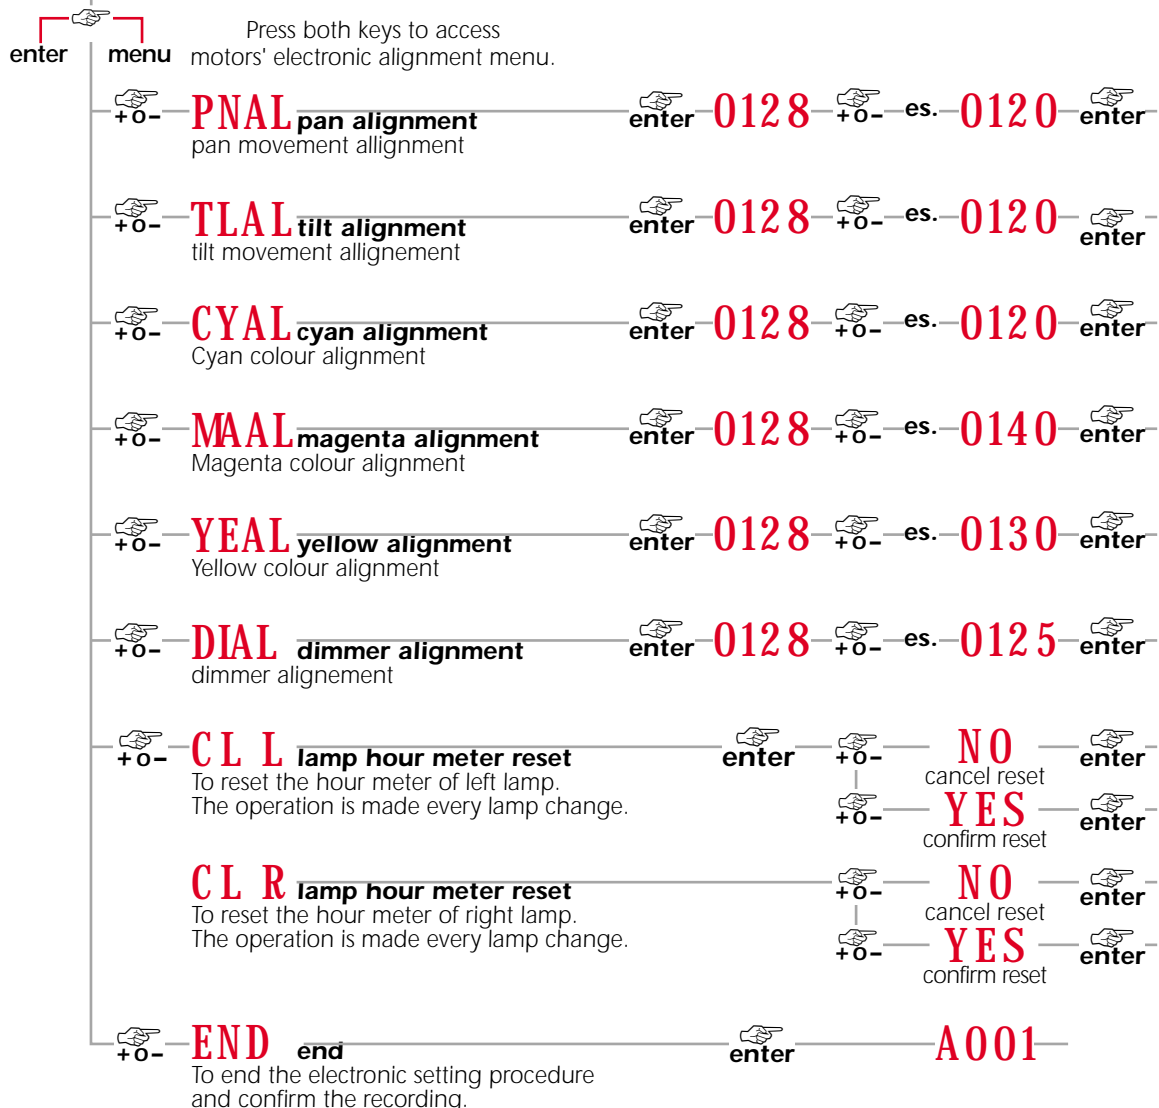 Press both keys to access
enter menu motors' electronic alignment menu.
+o– PNAL pan alignment enter 0128 +o– es. 0120 enter
pan movement allignment
+o– TLAL tilt alignment enter 0128 +o– es. 0120 enter
tilt movement allignement
+o– CYAL cyan alignment enter 0128 +o– es. 0120 enter
Cyan colour alignment
+o– MAAL magenta alignment enter 0128 +o– es. 0140 enter
Magenta colour alignment
+o– YEAL yellow alignment enter 0128 +o– es. 0130 enter
Yellow colour alignment
+o– DIAL dimmer alignment enter 0128 +o– es. 0125 enter
dimmer alignement
+o– CL L lamp hour meter reset enter +o– NO enter
cancel reset
To reset the hour meter of left lamp.
The operation is made every lamp change. +o– YES enter
confirm reset
CL R lamp hour meter reset +o– NO enter
cancel reset
To reset the hour meter of right lamp.
The operation is made every lamp change. +o– YES enter
confirm reset
+o– END end enter A001
To end the electronic setting procedure
and confirm the recording.